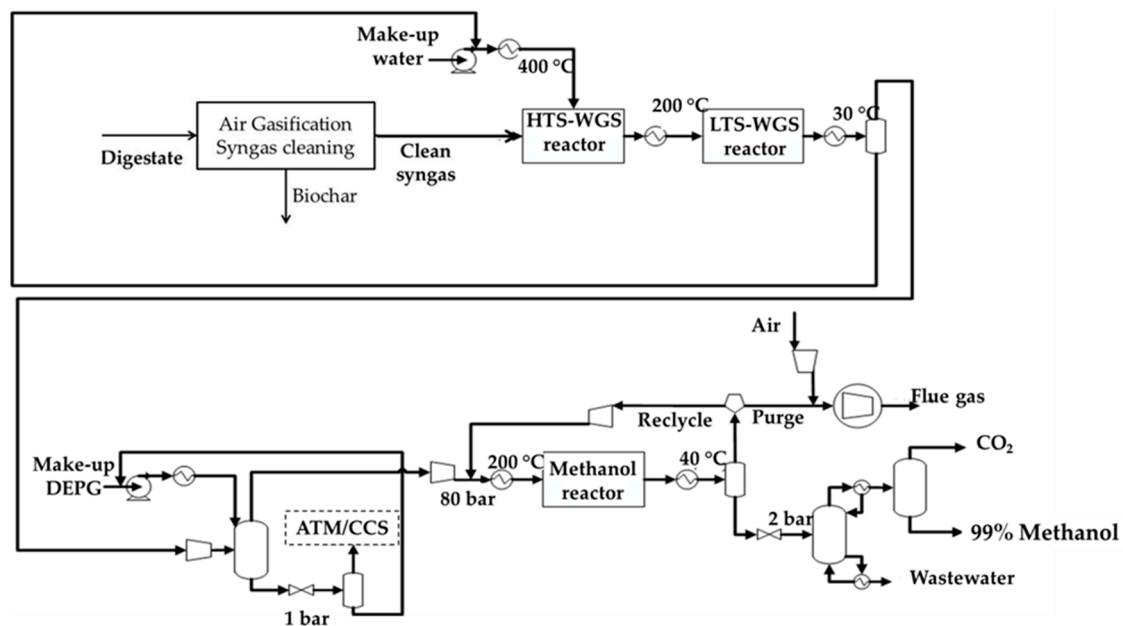 Make-up
water
400 °C
Air Gasification
Syngas cleaning
Digestate
Biochar
Clean
syngas
HTS-WGS
reactor
200 °C
LTS-WGS
reactor
30 °C
Air
Flue gas
Reclycle
Purge
Make-up
DEPG
ATM/CCS
1 bar
80 bar
200 °C
Methanol
reactor
40 °C
2 bar
CO₂
99% Methanol
Wastewater